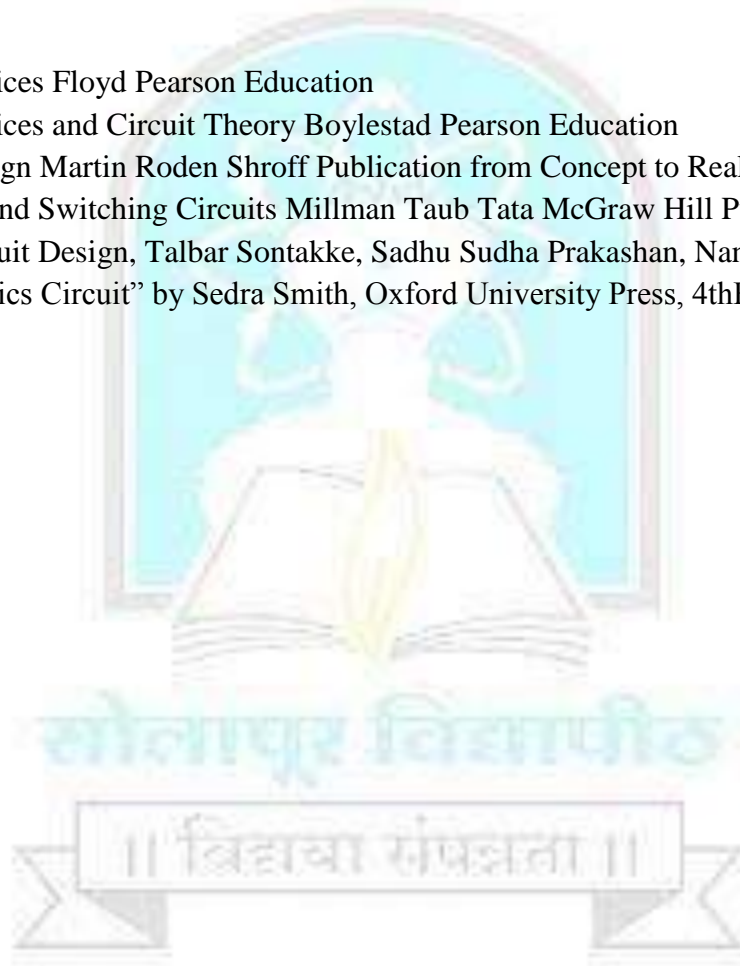 ices Floyd Pearson Education
ices and Circuit Theory Boylestad Pearson Education
gn Martin Roden Shroff Publication from Concept to Real
nd Switching Circuits Millman Taub Tata McGraw Hill P
uit Design, Talbar Sontakke, Sadhu Sudha Prakashan, Nan
ics Circuit” by Sedra Smith, Oxford University Press, 4thE
सोलापूर विद्यापीठ
|| विद्यया संपन्नता ||